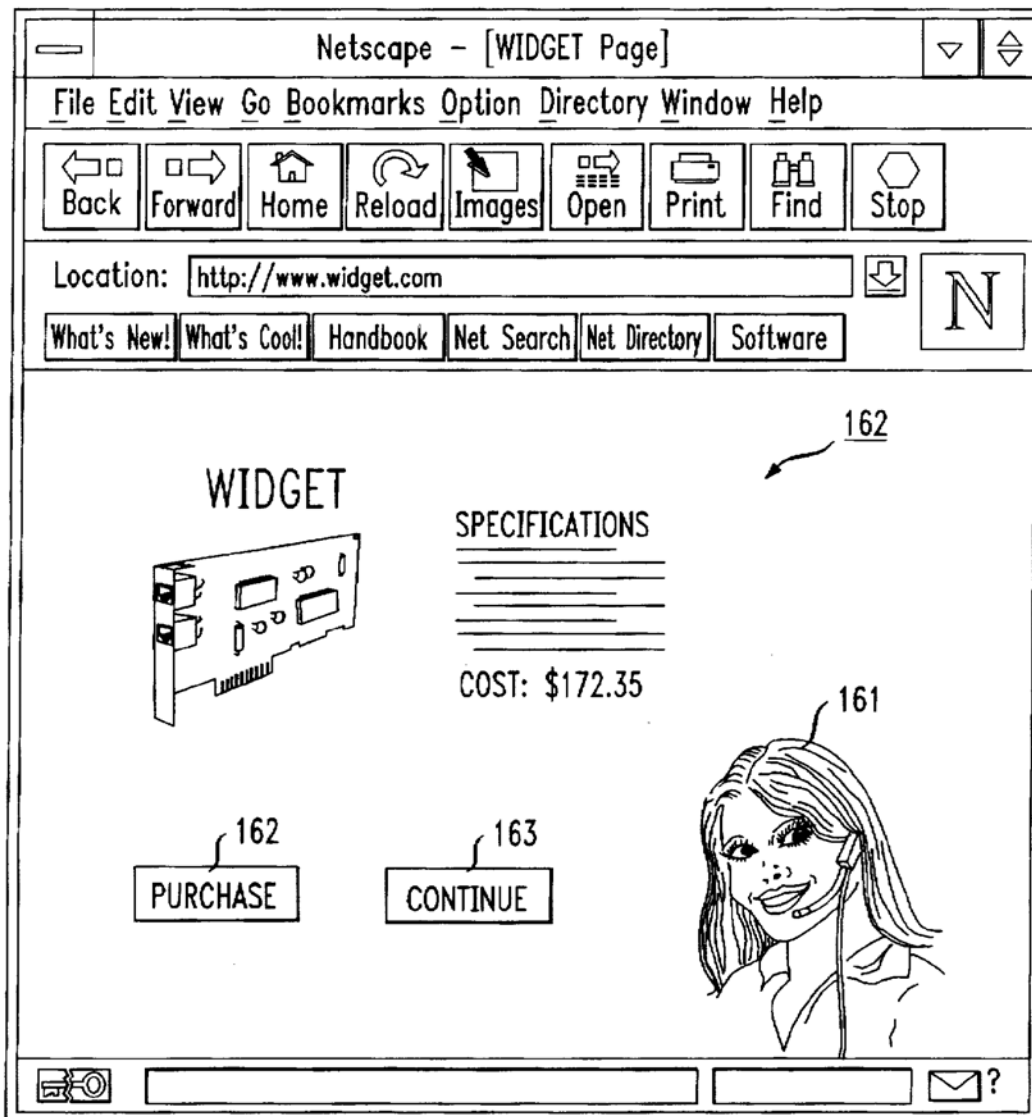 Netscape - [WIDGET Page]
File Edit View Go Bookmarks Option Directory Window Help
Back Forward Home Reload Images Open Print Find Stop
Location: http://www.widget.com
N
What's New! What's Cool! Handbook Net Search Net Directory Software
162
WIDGET
SPECIFICATIONS
COST: $172.35
161
162
163
PURCHASE
CONTINUE
?